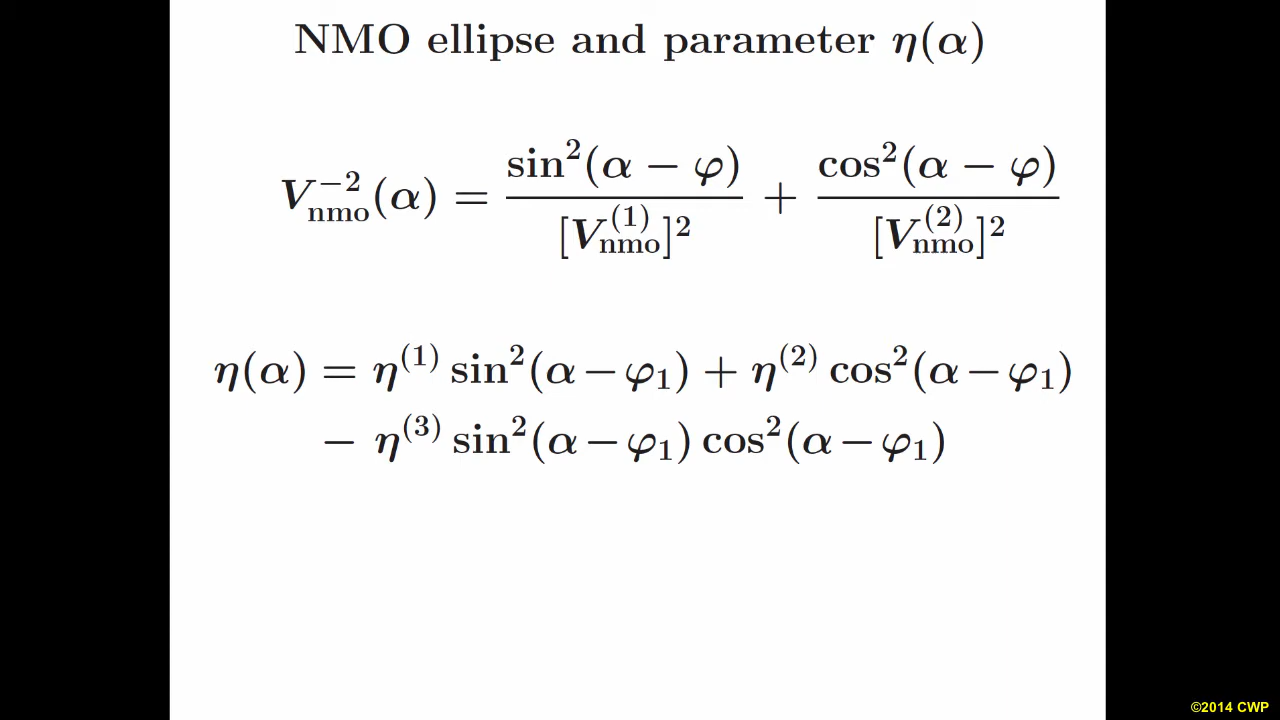 NMO ellipse and parameter η(α)
V_nmo^−2(α) = sin²(α − φ) / [V_nmo^(1)]² + cos²(α − φ) / [V_nmo^(2)]²
η(α) = η^(1) sin²(α − φ₁) + η^(2) cos²(α − φ₁)
− η^(3) sin²(α − φ₁) cos²(α − φ₁)
©2014 CWP